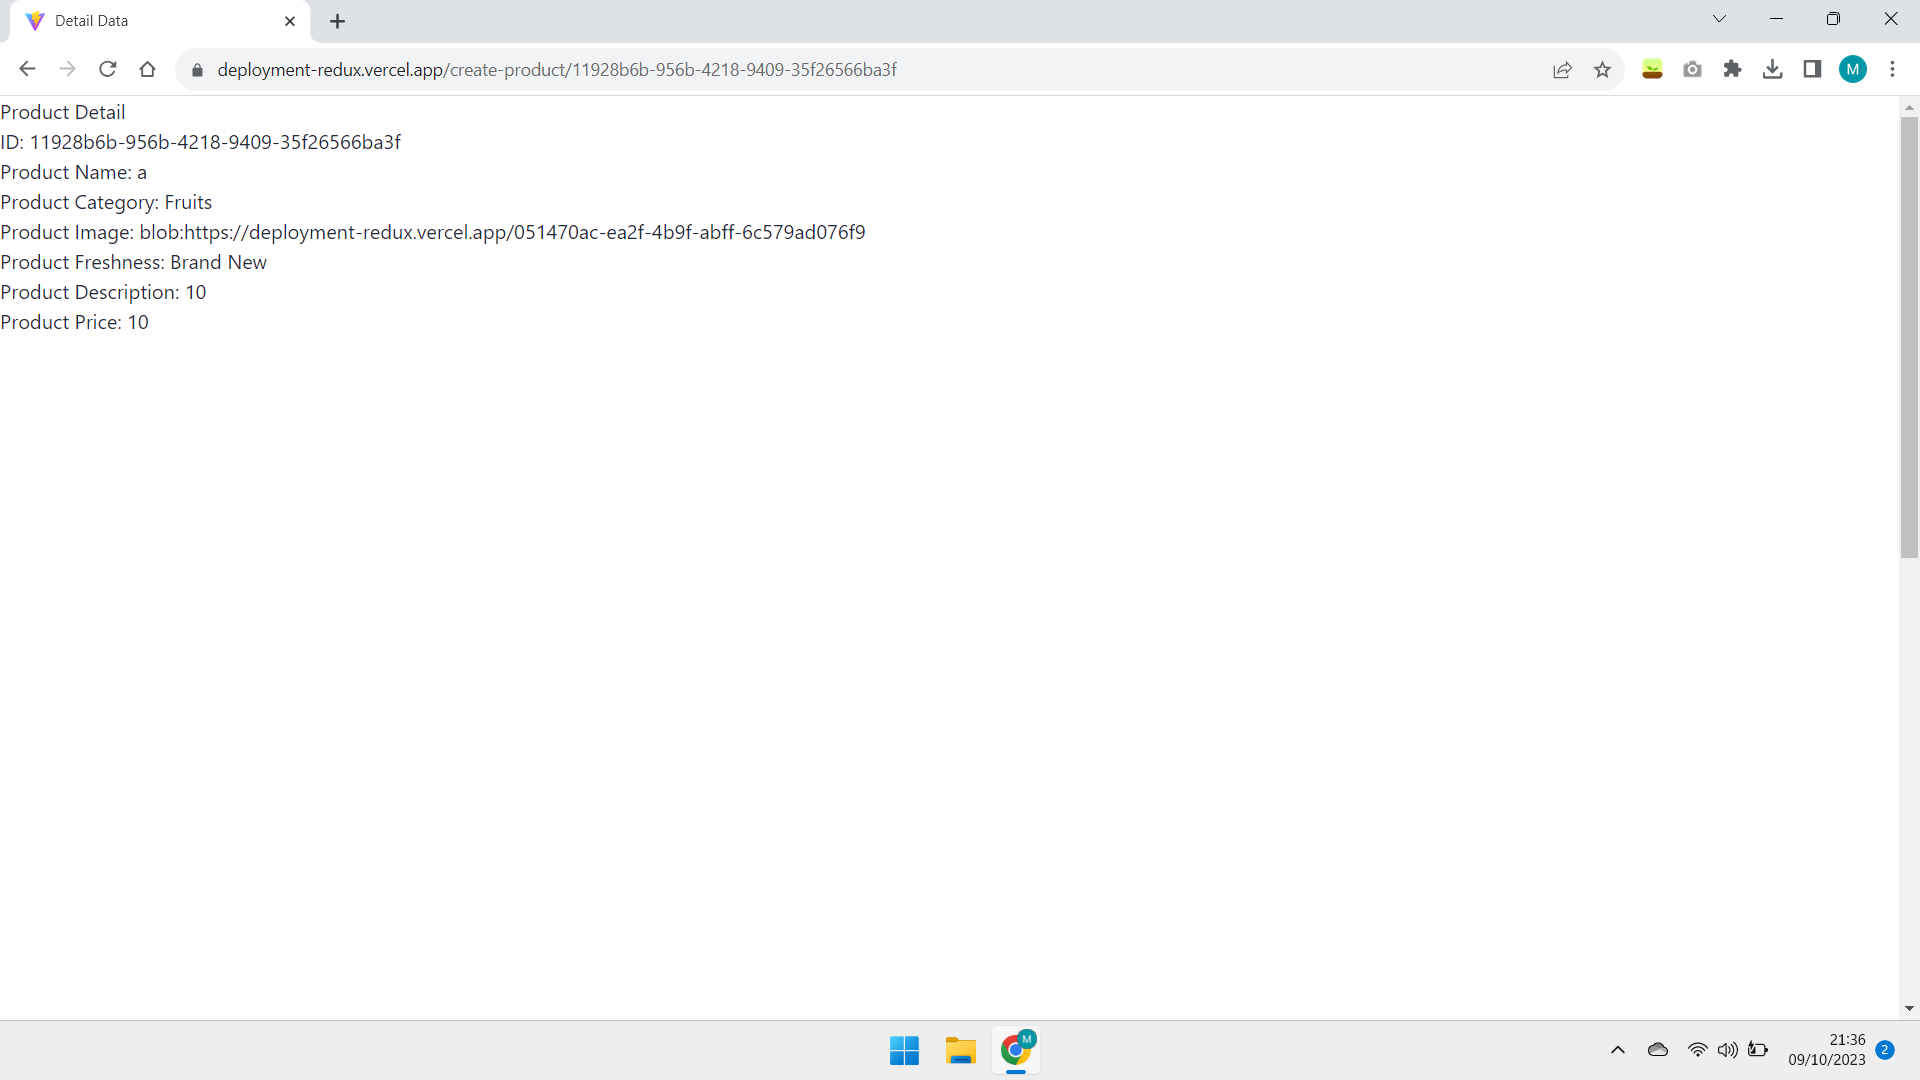 Detail Data
deployment-redux.vercel.app/create-product/11928b6b-956b-4218-9409-35f26566ba3f
M
Product Detail
ID: 11928b6b-956b-4218-9409-35f26566ba3f
Product Name: a
Product Category: Fruits
Product Image: blob:https://deployment-redux.vercel.app/051470ac-ea2f-4b9f-abff-6c579ad076f9
Product Freshness: Brand New
Product Description: 10
Product Price: 10
M
21:36
09/10/2023
2